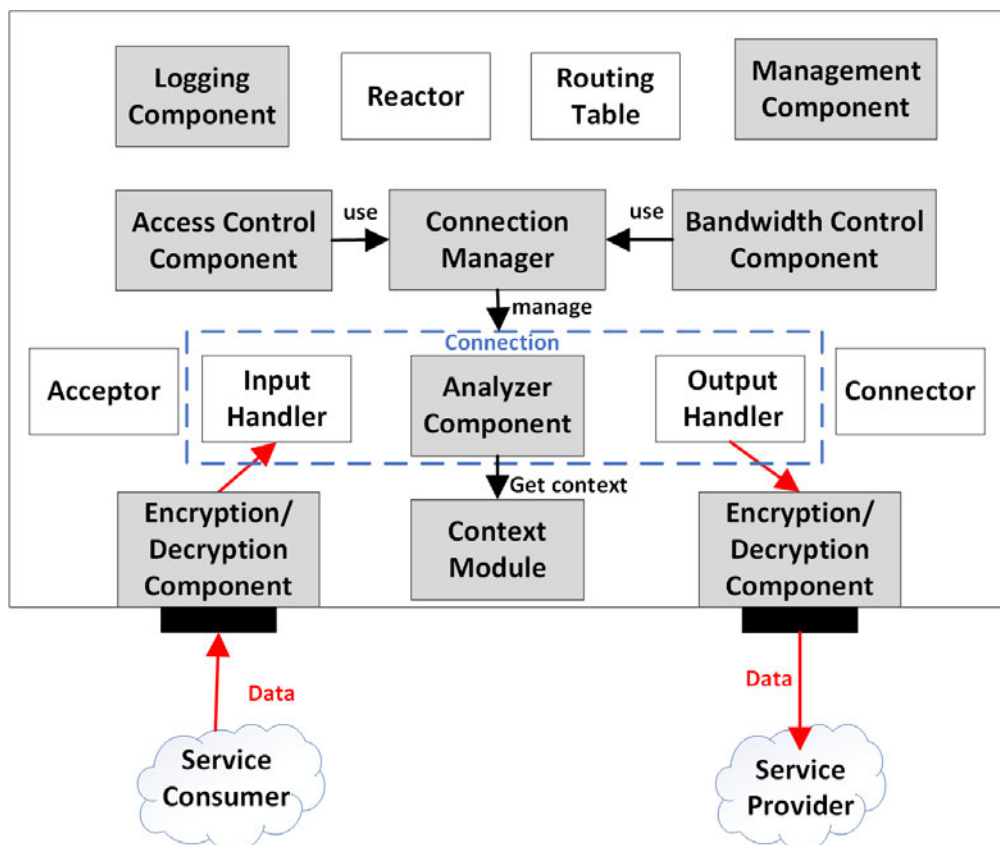 Logging
Component
Reactor
Routing
Table
Management
Component
Access Control
Component
use
Connection
Manager
use
Bandwidth Control
Component
manage
Connection
Acceptor
Input
Handler
Analyzer
Component
Output
Handler
Connector
Get context
Encryption/
Decryption
Component
Context
Module
Encryption/
Decryption
Component
Data
Data
Service
Consumer
Service
Provider